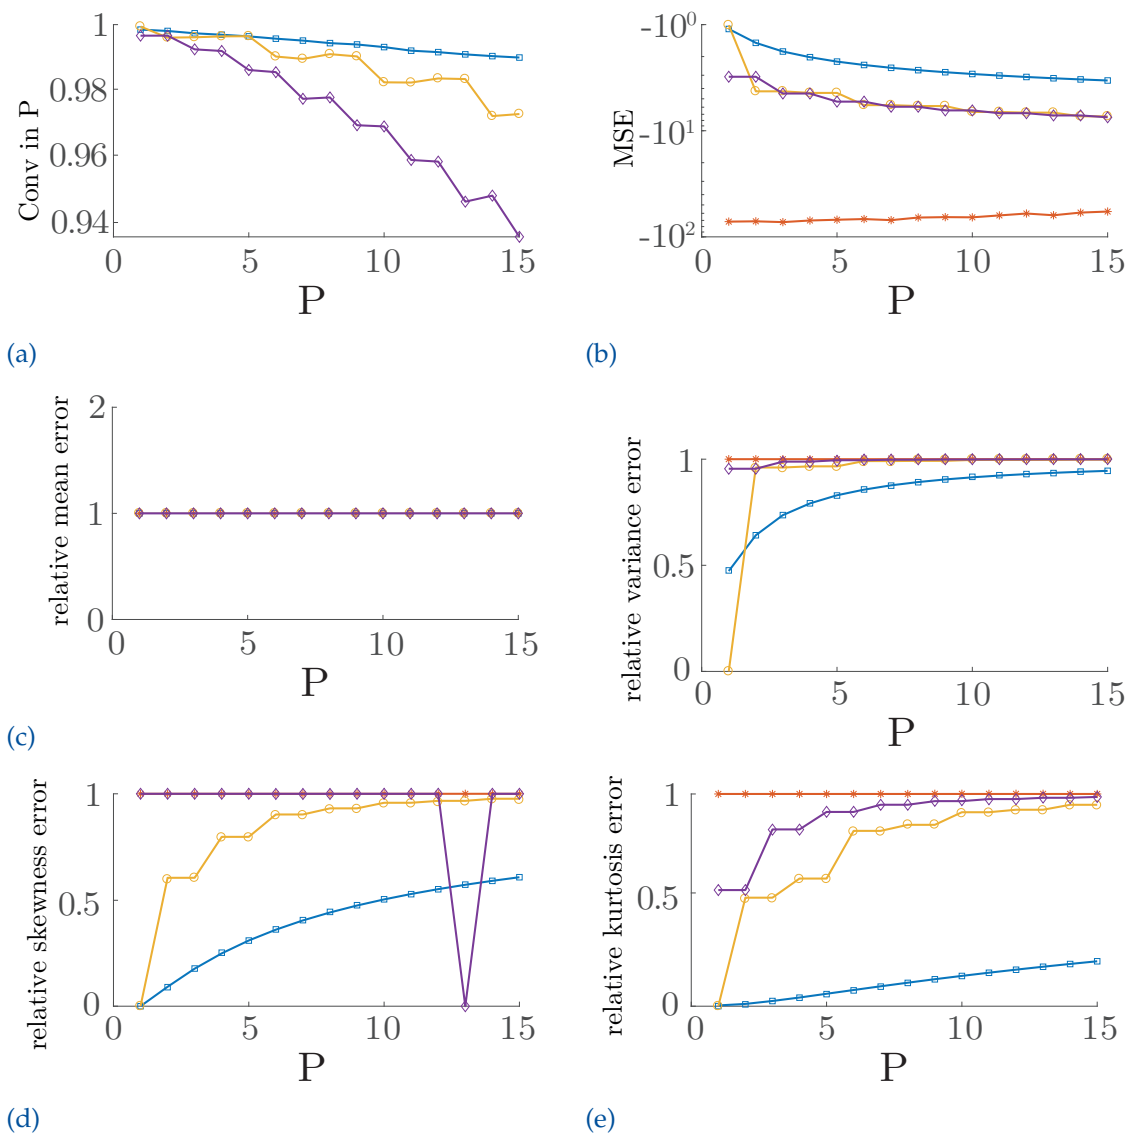 Conv in P
1
0.98
0.96
0.94
0 5 10 15
P
(a)
MSE
-10^0
-10^1
-10^2
0 5 10 15
P
(b)
relative mean error
2
1
0
0 5 10 15
P
(c)
relative variance error
1
0.5
0
0 5 10 15
P
relative skewness error
1
0.5
0
0 5 10 15
P
(d)
relative kurtosis error
1
0.5
0
0 5 10 15
P
(e)